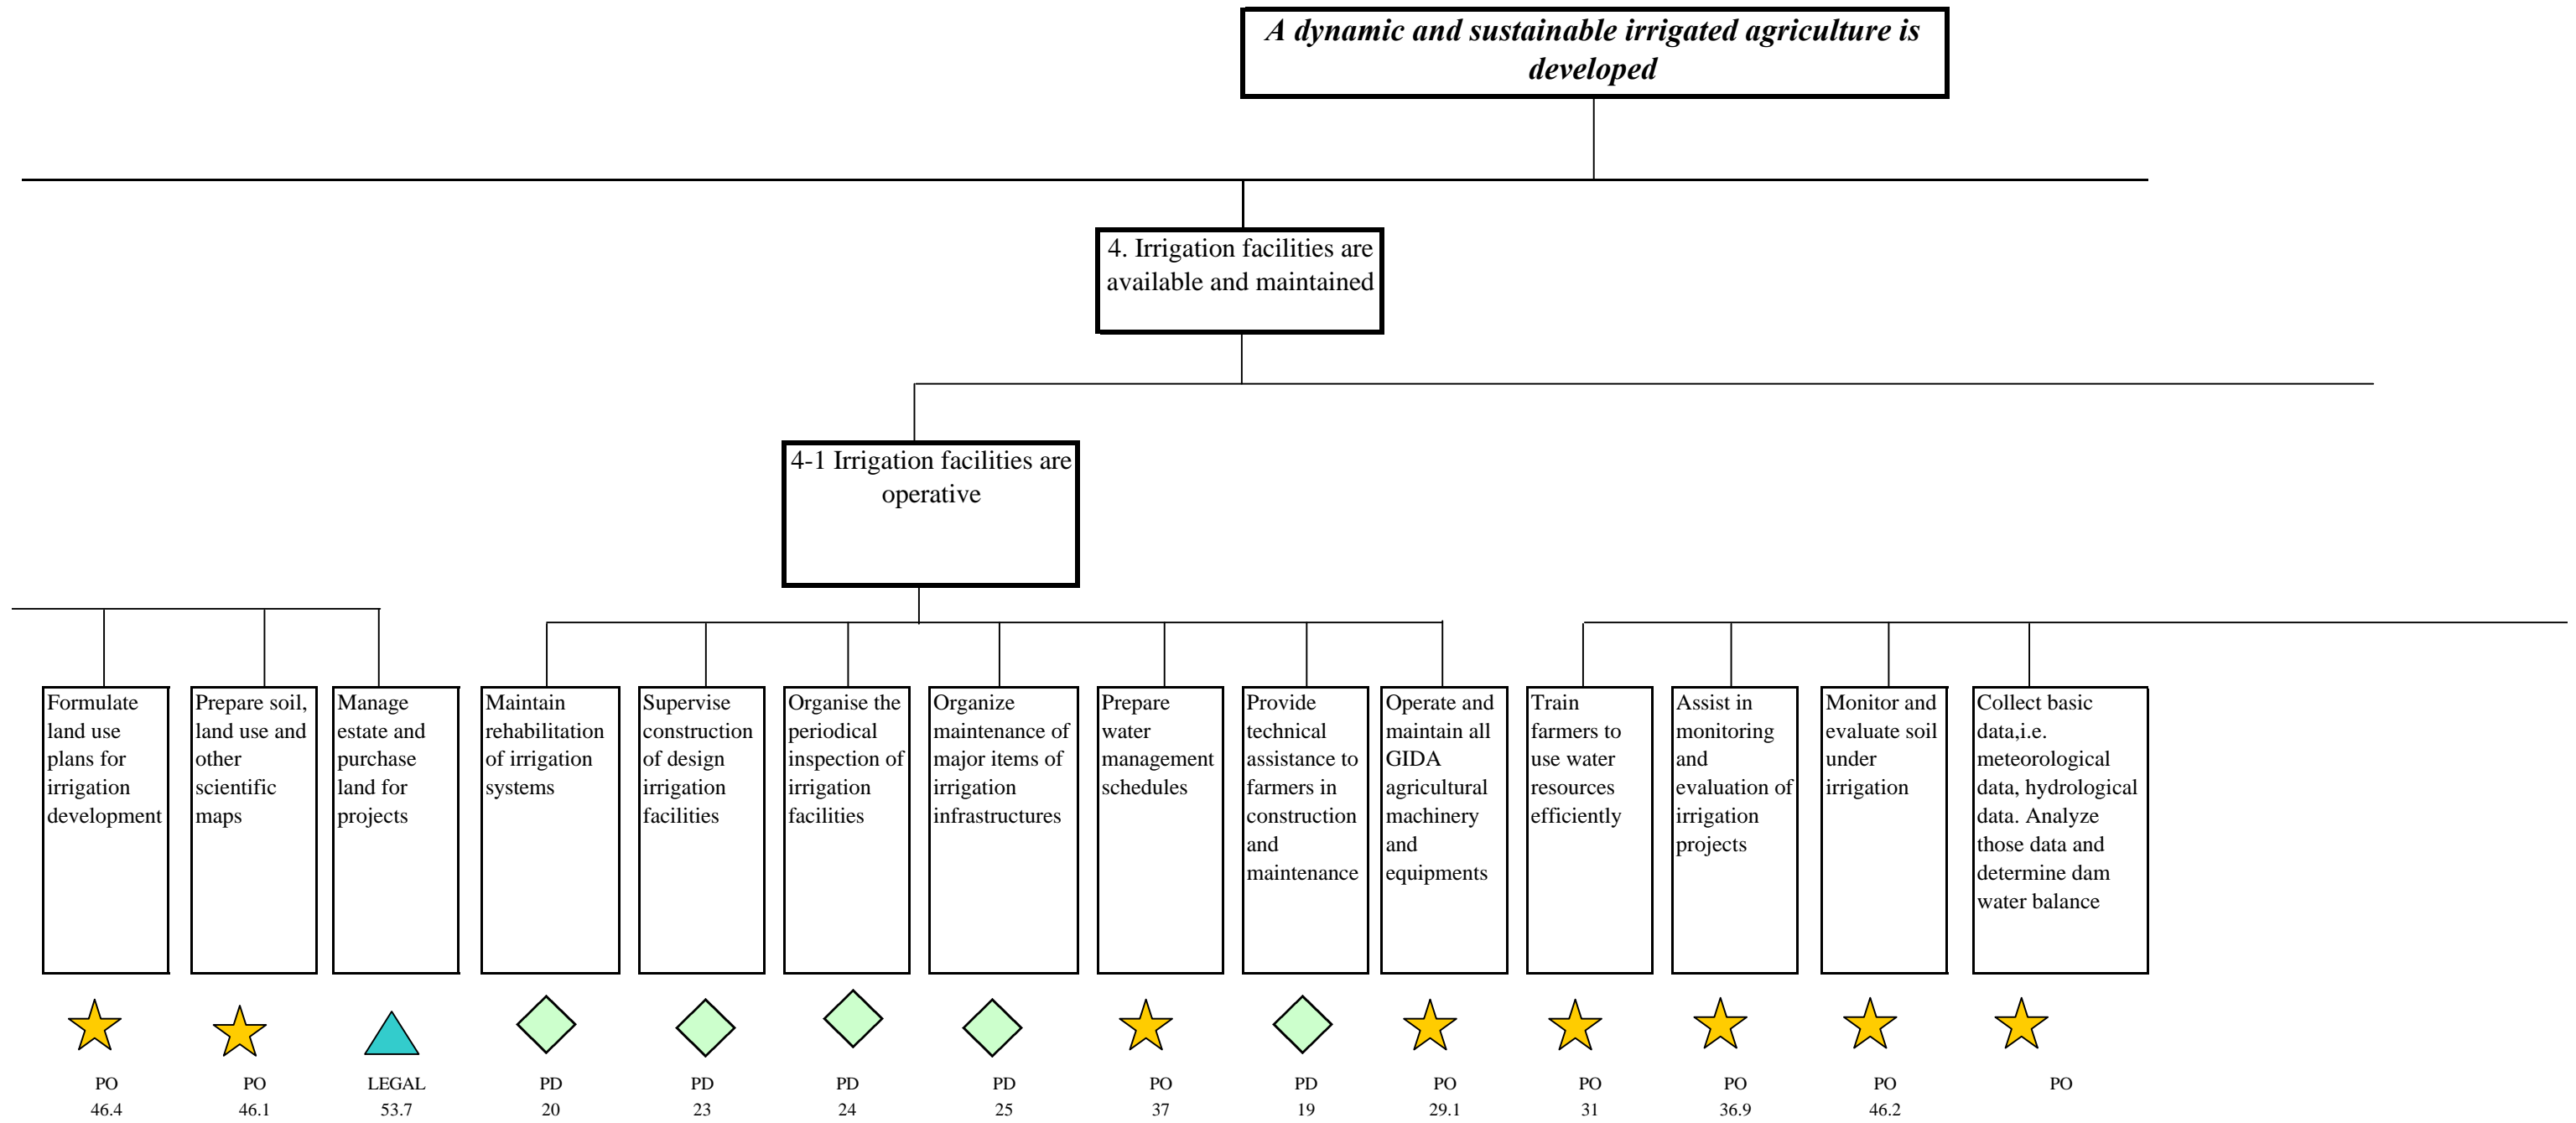 A dynamic and sustainable irrigated agriculture is
developed
4. Irrigation facilities are
available and maintained
4-1 Irrigation facilities are
operative
Formulate
land use
plans for
irrigation
development
Prepare soil,
land use and
other
scientific
maps
Manage
estate and
purchase
land for
projects
Maintain
rehabilitation
of irrigation
systems
Supervise
construction
of design
irrigation
facilities
Organise the
periodical
inspection of
irrigation
facilities
Organize
maintenance of
major items of
irrigation
infrastructures
Prepare
water
management
schedules
Provide
technical
assistance to
farmers in
construction
and
maintenance
Operate and
maintain all
GIDA
agricultural
machinery
and
equipments
Train
farmers to
use water
resources
efficiently
Assist in
monitoring
and
evaluation of
irrigation
projects
Monitor and
evaluate soil
under
irrigation
Collect basic
data,i.e.
meteorological
data, hydrological
data. Analyze
those data and
determine dam
water balance
PO
46.4
PO
46.1
LEGAL
53.7
PD
20
PD
23
PD
24
PD
25
PO
37
PD
19
PO
29.1
PO
31
PO
36.9
PO
46.2
PO